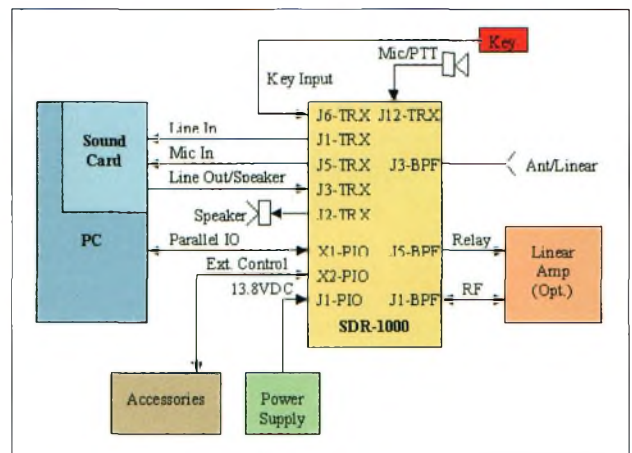 Key
Mic/PTT
Key Input
J6-TRX J12-TRX
Line In
J1-TRX
Sound Card
Mic In
J5-TRX
J3-BPF
Ant/Linear
Line Out/Speaker
J3-TRX
Speaker
J2-TRX
PC
Parallel IO
X1-PIO
J5-BPF
Relay
Linear Amp (Opt.)
Ext. Control
X2-PIO
13.8VDC
J1-PIO
J1-BPF
RF
SDR-1000
Accessories
Power Supply